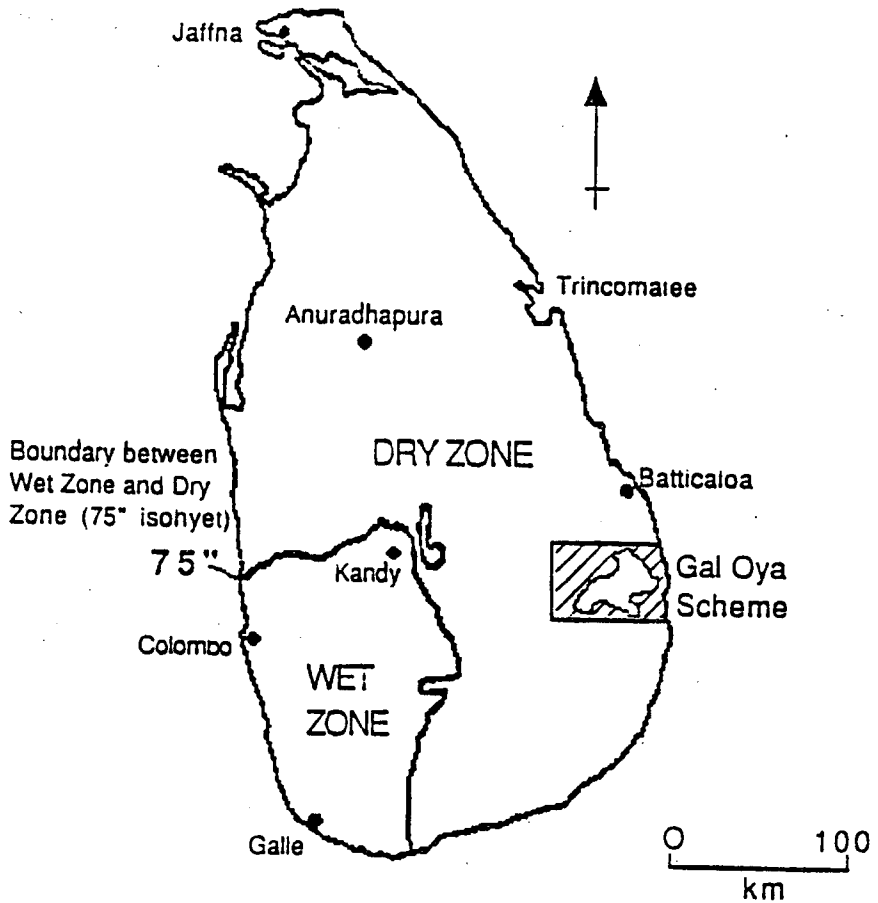 Jaffna
Trincomalee
Anuradhapura
DRY ZONE
Boundary between
Wet Zone and Dry
Zone (75" isohyet)
75"
Batticaloa
Kandy
Gal Oya
Scheme
Colombo
WET
ZONE
Galle
0 100
km